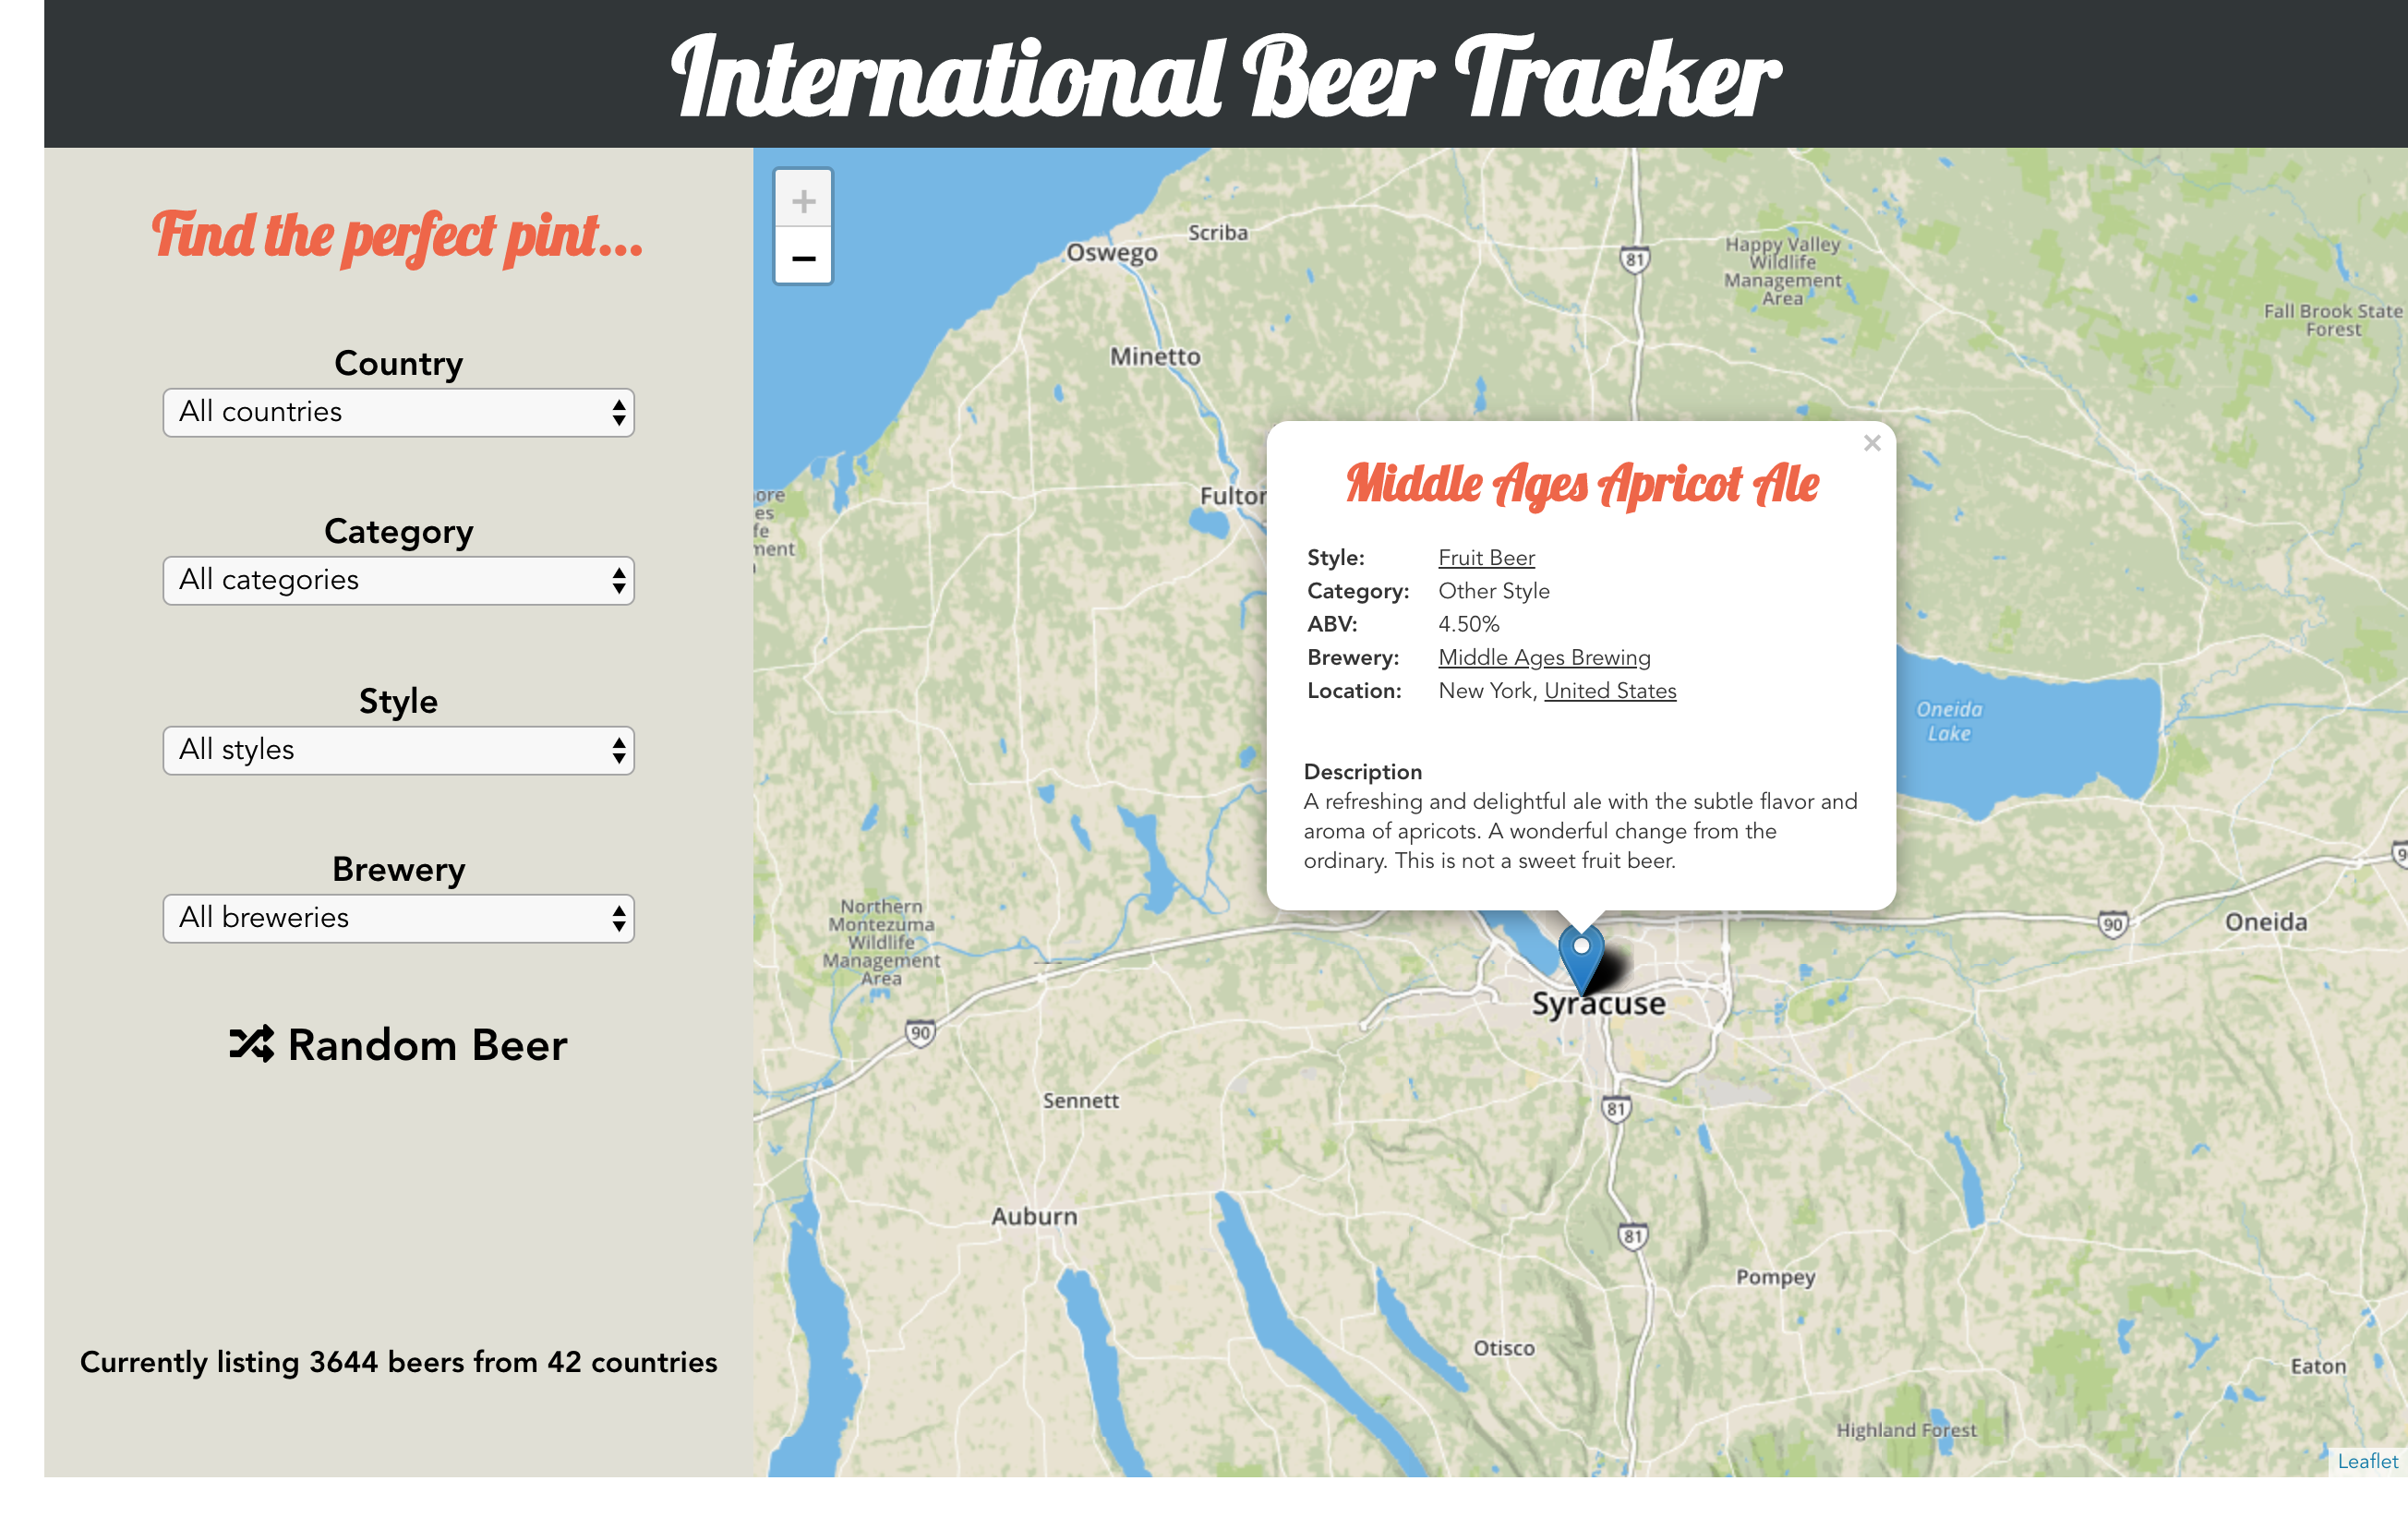 International Beer Tracker
Find the perfect pint...
Country
All countries
Category
All categories
Style
All styles
Brewery
All breweries
Random Beer
Currently listing 3644 beers from 42 countries
+
−
Scriba
Oswego
81
Happy Valley
Wildlife
Management
Area
Fall Brook State
Forest
Minetto
×
Middle Ages Apricot Ale
Style: Fruit Beer
Category: Other Style
ABV: 4.50%
Brewery: Middle Ages Brewing
Location: New York, United States
Description
A refreshing and delightful ale with the subtle flavor and
aroma of apricots. A wonderful change from the
ordinary. This is not a sweet fruit beer.
Oneida
Lake
Northern
Montezuma
Wildlife
Management
Area
90
Oneida
Syracuse
90
Sennett
81
Auburn
81
Pompey
Otisco
Eaton
Highland Forest
Leaflet